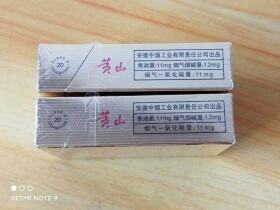 20
黄山
安徽中烟工业有限责任公司出品
焦油量:11mg 烟气烟碱量:1.2mg
烟气一氧化碳量:11mg
20
黄山
安徽中烟工业有限责任公司出品
焦油量:11mg 烟气烟碱量:1.2mg
烟气一氧化碳量:11mg
REDMI NOTE 9